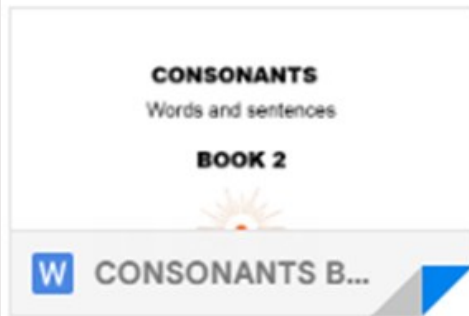 CONSONANTS
Words and sentences
BOOK 2
W CONSONANTS B...